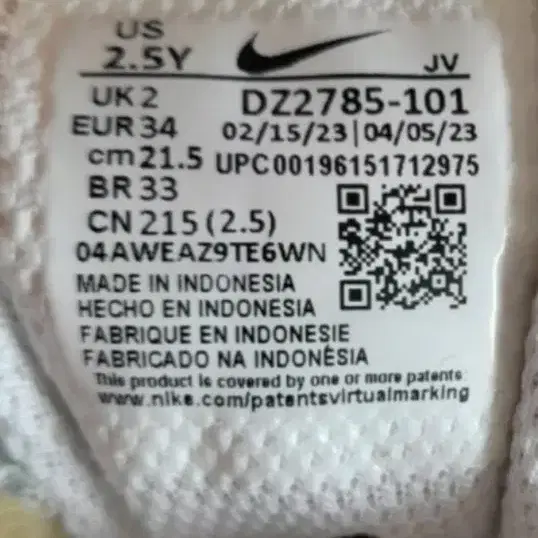 US
2.5Y
JV
UK 2
DZ2785-101
EUR 34
02/15/23|04/05/23
cm 21.5
UPC00196151712975
BR 33
CN 215 (2.5)
04AWEAZ9TE6WN
MADE IN INDONESIA
HECHO EN INDONESIA
FABRIQUE EN INDONESIE
FABRICADO NA INDONÉSIA
This product is covered by one or more patents:
www.nike.com/patentsvirtualmarking